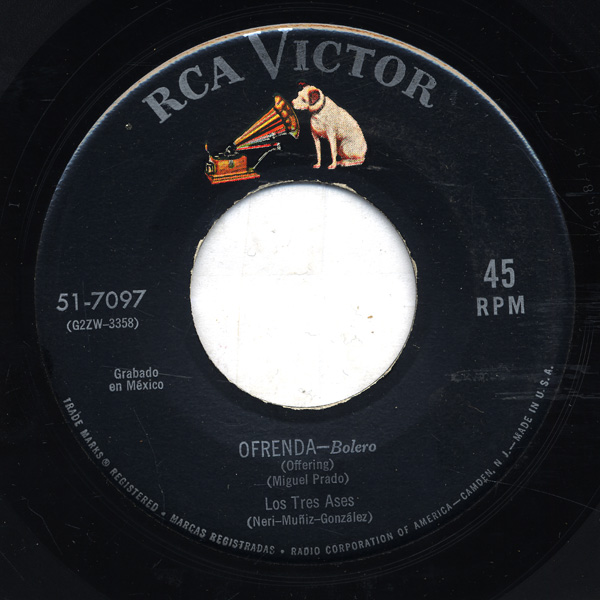 RCA VICTOR
51-7097
(G2ZW-3358)
45
RPM
Grabado
en México
OFRENDA—Bolero
(Offering)
(Miguel Prado)
Los Tres Ases
(Neri-Muñiz-González)
TRADE MARKS ® REGISTERED • MARCAS REGISTRADAS • RADIO CORPORATION OF AMERICA—CAMDEN, N. J.—MADE IN U.S.A.